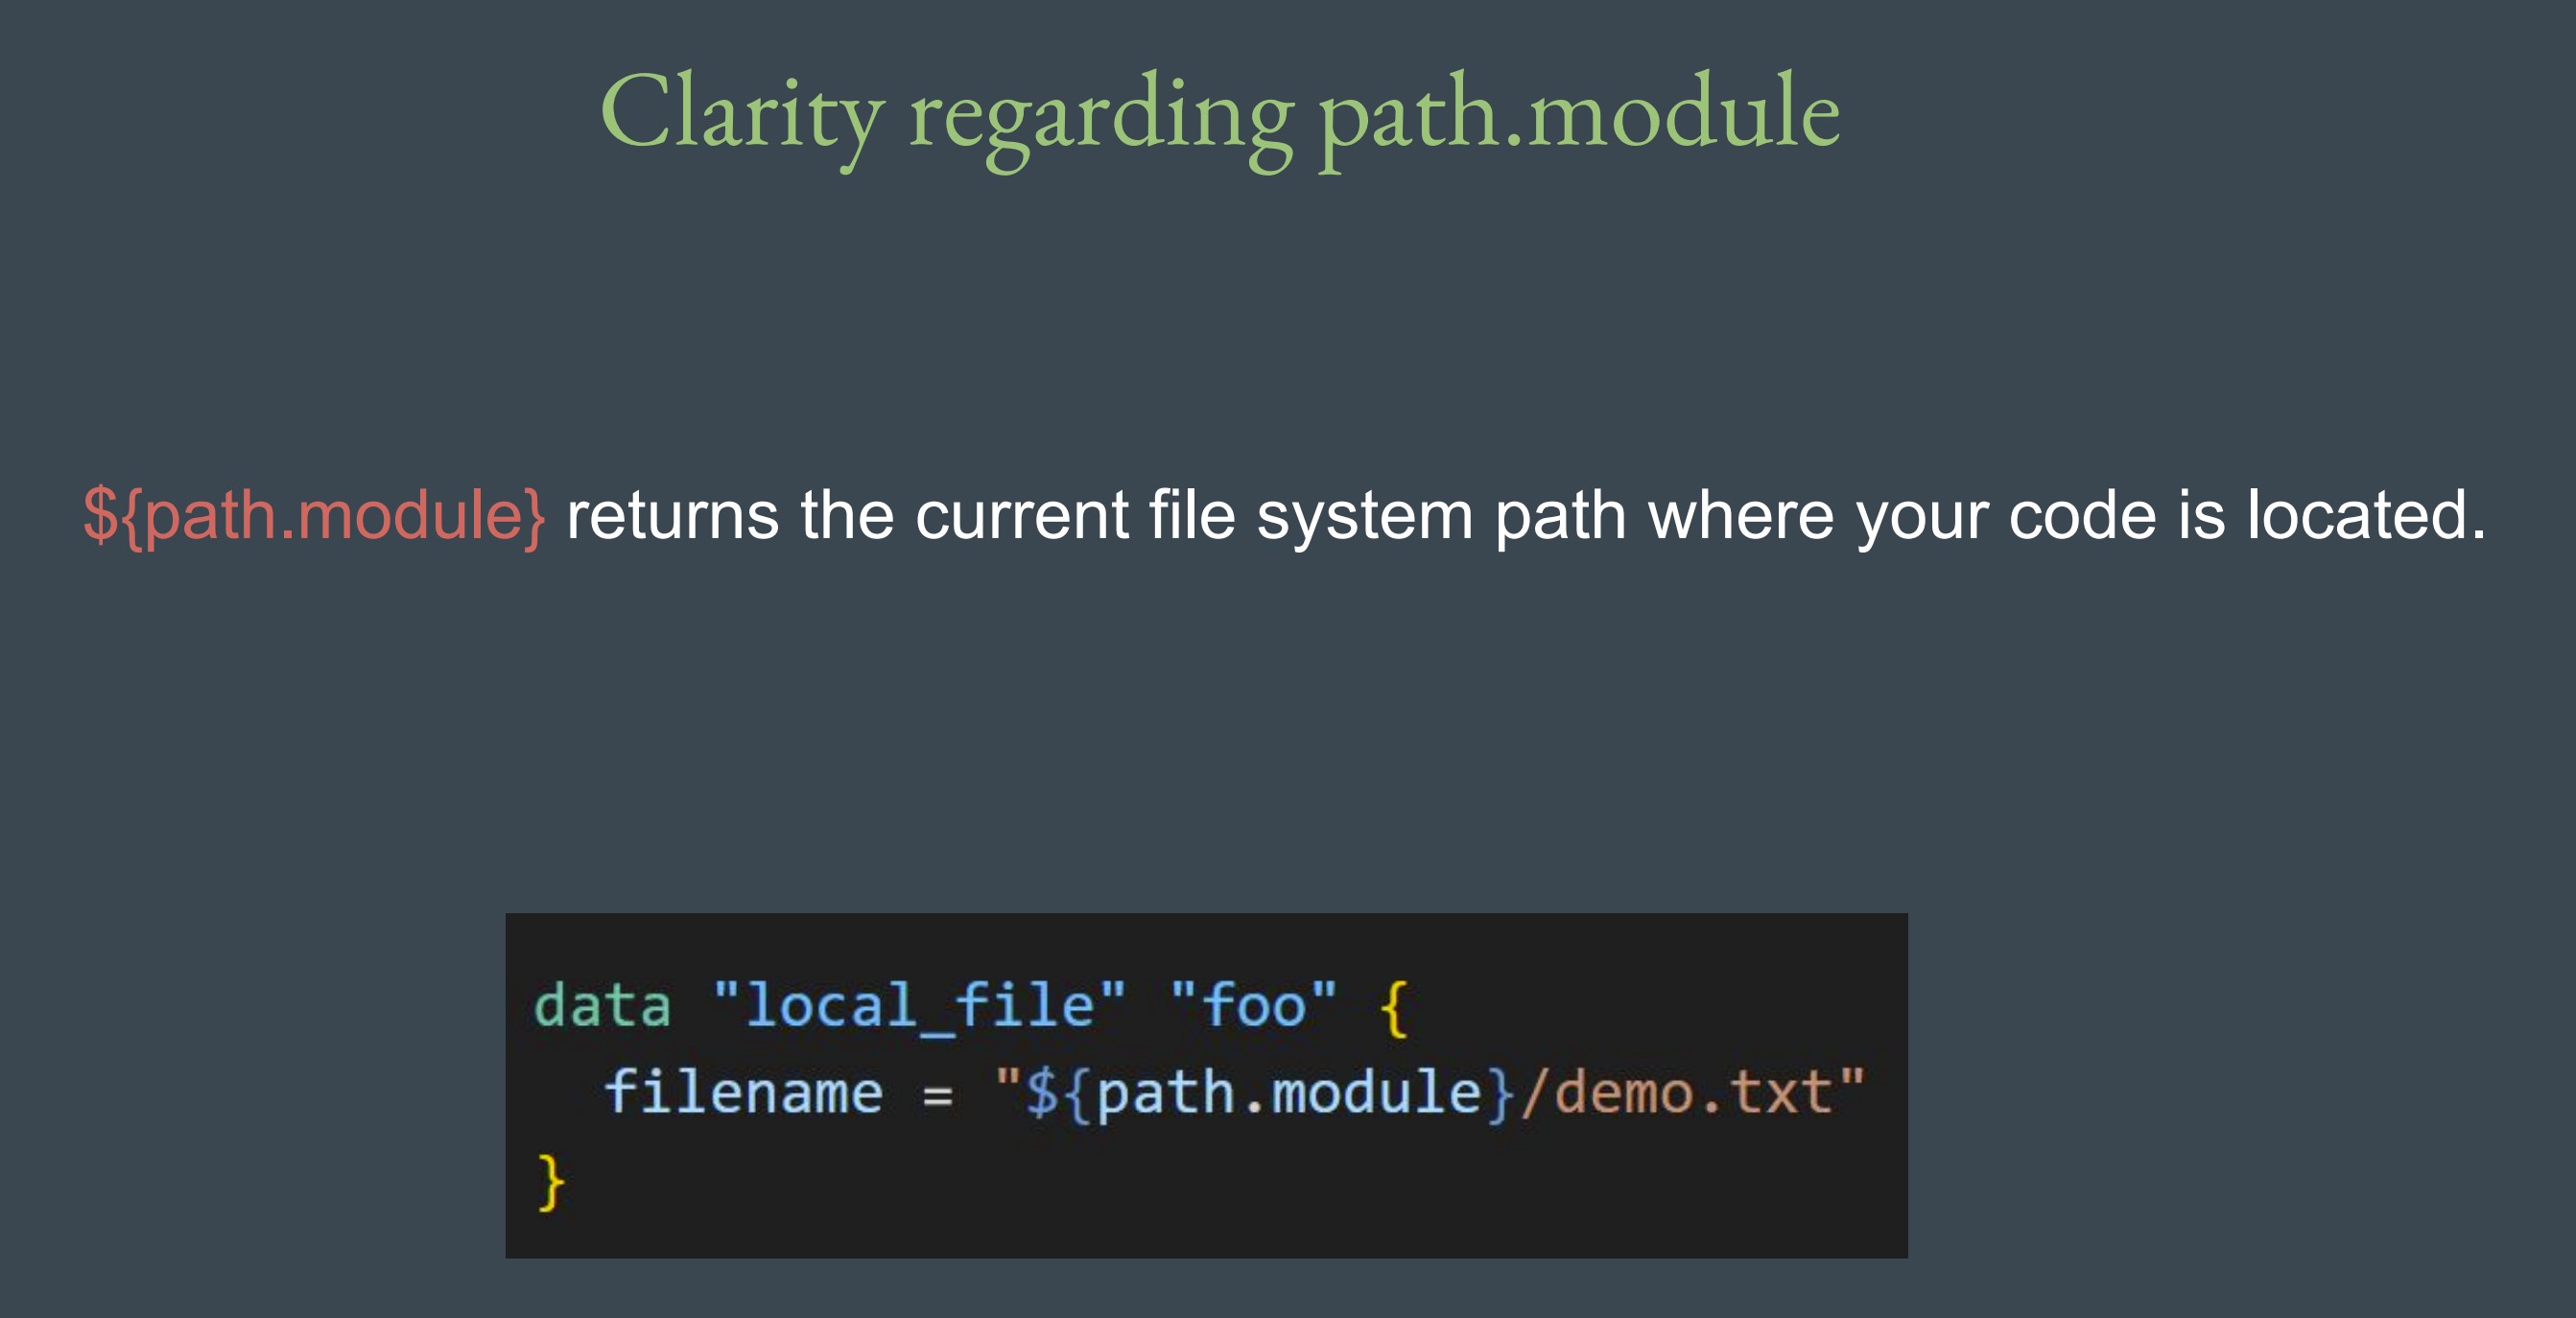 Clarity regarding path.module
${path.module} returns the current file system path where your code is located.
data "local_file" "foo" {
  filename = "${path.module}/demo.txt"
}